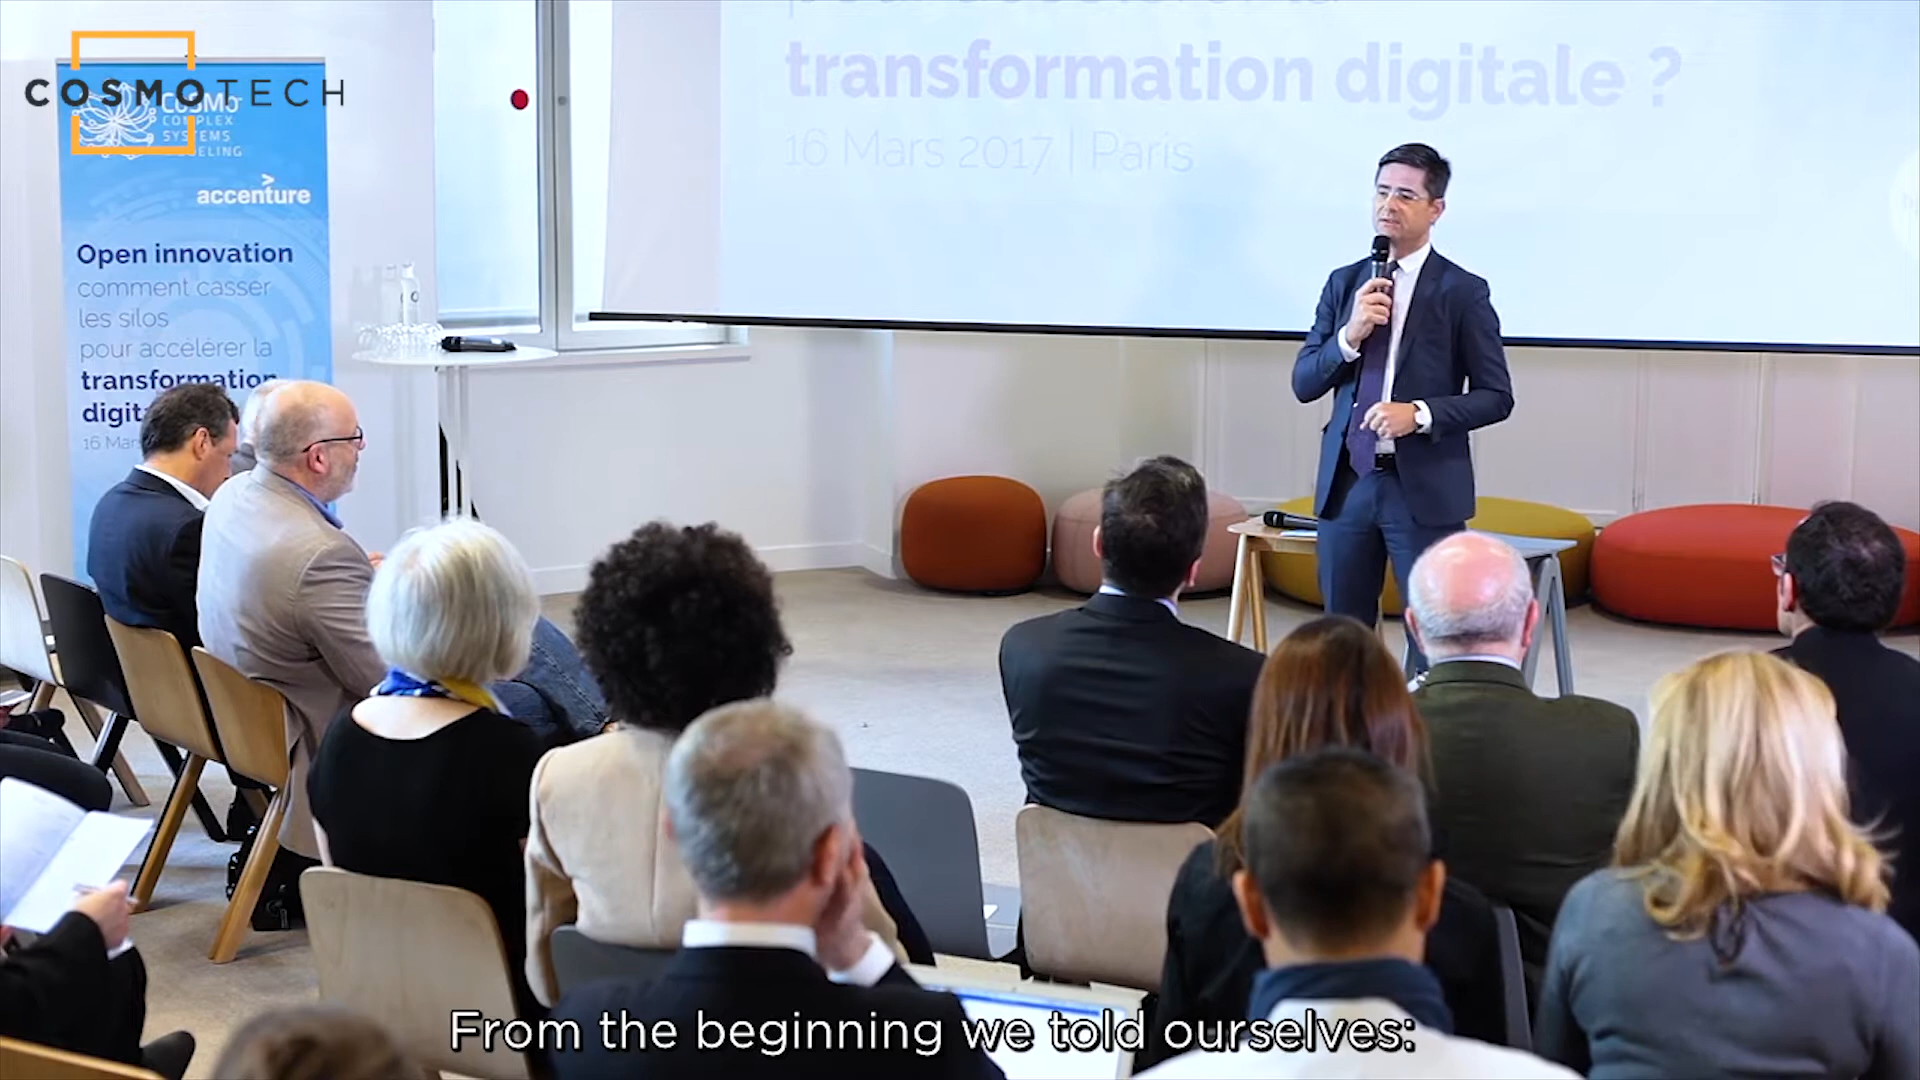 COSMOTECH
CoSMo
COMPLEX
SYSTEMS
accenture
Open innovation
comment casser
les silos
pour accélérer la
transformation
16
transformation digitale ?
16 Mars 2017 | Paris
From the beginning we told ourselves: